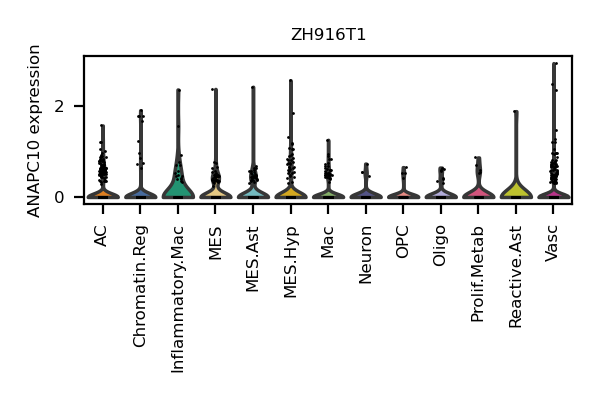 ZH916T1
ANAPC10 expression
2
0
AC
Chromatin.Reg
Inflammatory.Mac
MES
MES.Ast
MES.Hyp
Mac
Neuron
OPC
Oligo
Prolif.Metab
Reactive.Ast
Vasc